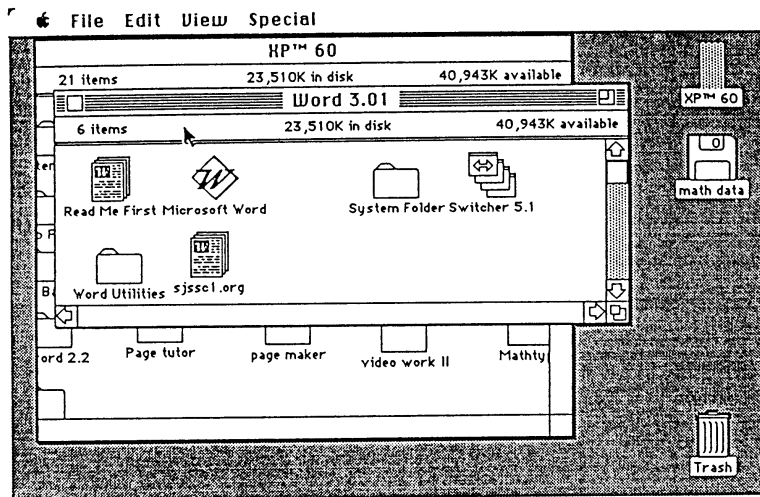 File Edit View Special
XP™ 60
21 items 23,510K in disk 40,943K available
Word 3.01
6 items 23,510K in disk 40,943K available
Read Me First Microsoft Word System Folder Switcher 5.1
Word Utilities sjssc1.org
ord 2.2 Page tutor page maker video work II Mathty
XP™ 60
math data
Trash